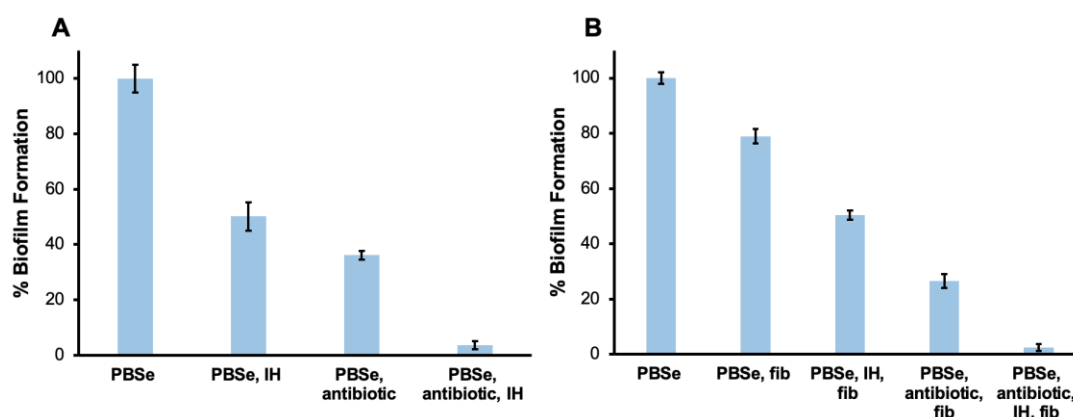 A
% Biofilm Formation
100
80
60
40
20
0
PBSe
PBSe, IH
PBSe,
antibiotic
PBSe,
antibiotic, IH
B
% Biofilm Formation
100
80
60
40
20
0
PBSe
PBSe, fib
PBSe, IH,
fib
PBSe,
antibiotic,
fib
PBSe,
antibiotic,
IH, fib